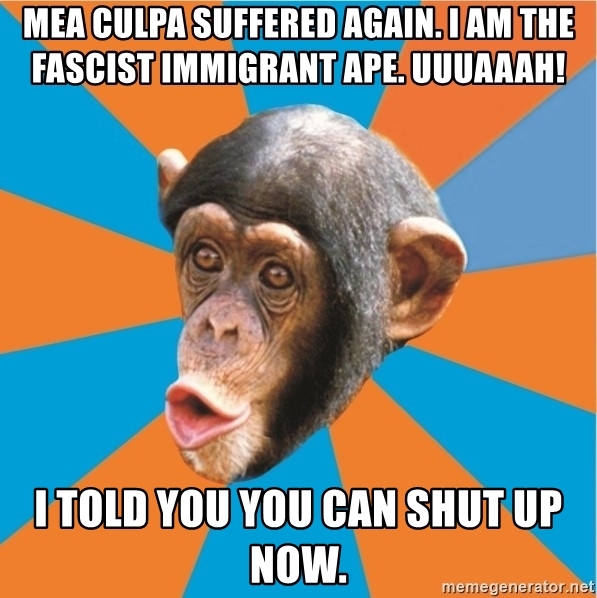 MEA CULPA SUFFERED AGAIN. I AM THE
FASCIST IMMIGRANT APE. UUUAAAH!
I TOLD YOU YOU CAN SHUT UP
NOW.
memegenerator.net